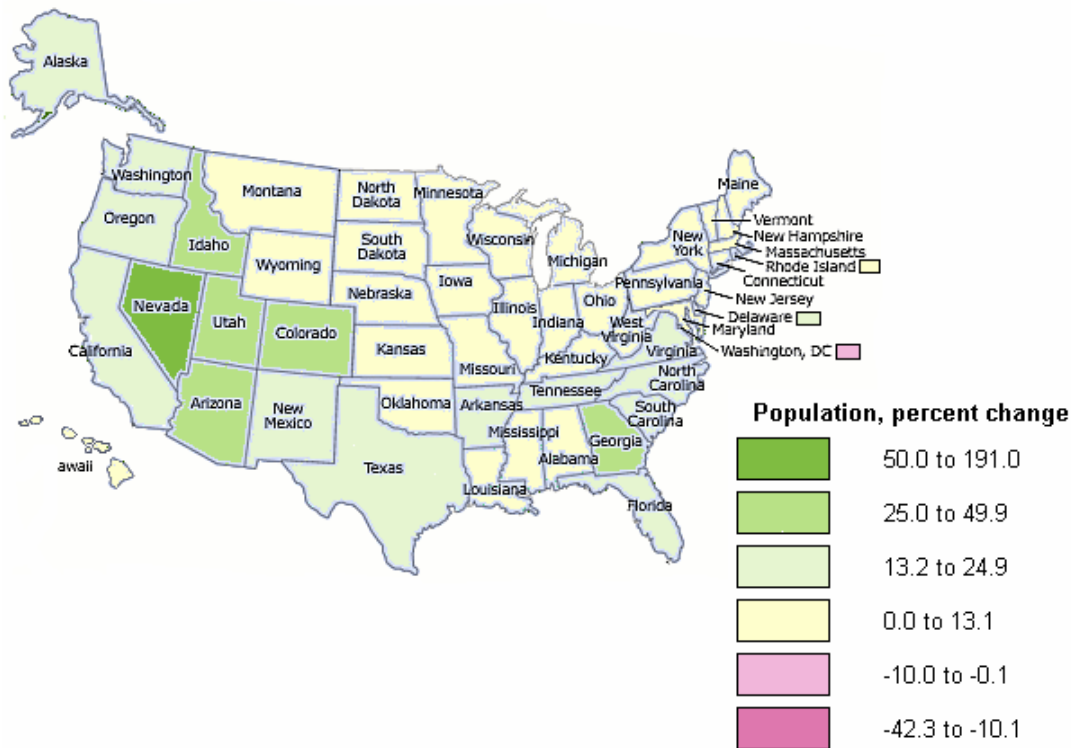 Alaska
Washington
Montana
North
Dakota
Minnesota
Maine
Oregon
Idaho
South
Dakota
Wisconsin
Michigan
New
York
Vermont
New Hampshire
Massachusetts
Rhode Island
Connecticut
Wyoming
Iowa
Nebraska
Pennsylvania
New Jersey
Nevada
Utah
Colorado
Illinois
Indiana
Ohio
West
Virginia
Delaware
Maryland
Washington, DC
California
Kansas
Missouri
Kentucky
Virginia
Arizona
New
Mexico
Oklahoma
Arkansas
Tennessee
North
Carolina
South
Carolina
Mississippi
Alabama
Georgia
awaii
Texas
Louisiana
Florida
Population, percent change
50.0 to 191.0
25.0 to 49.9
13.2 to 24.9
0.0 to 13.1
-10.0 to -0.1
-42.3 to -10.1